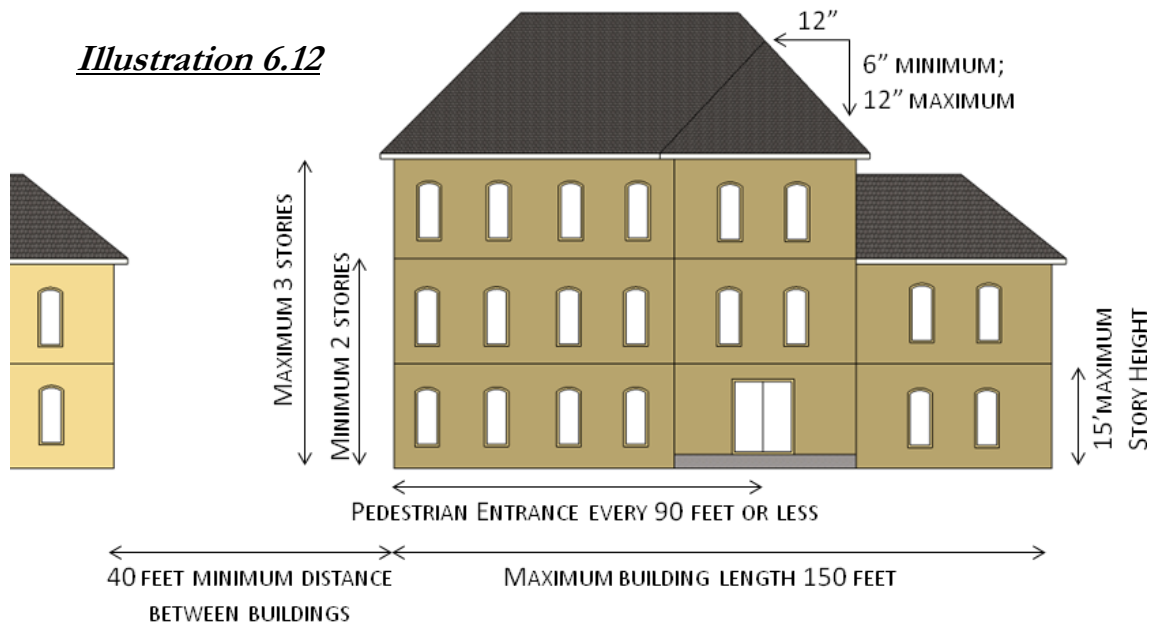 Illustration 6.12
12”
6” MINIMUM;
12” MAXIMUM
MAXIMUM 3 STORIES
MINIMUM 2 STORIES
15’MAXIMUM
STORY HEIGHT
PEDESTRIAN ENTRANCE EVERY 90 FEET OR LESS
40 FEET MINIMUM DISTANCE
BETWEEN BUILDINGS
MAXIMUM BUILDING LENGTH 150 FEET